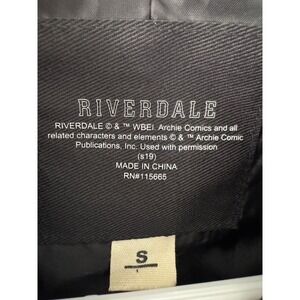 RIVERDALE
RIVERDALE © & ™ WBEI. Archie Comics and all
related characters and elements © & ™ Archie Comic
Publications, Inc. Used with permission
(s19)
MADE IN CHINA
RN#115665
S